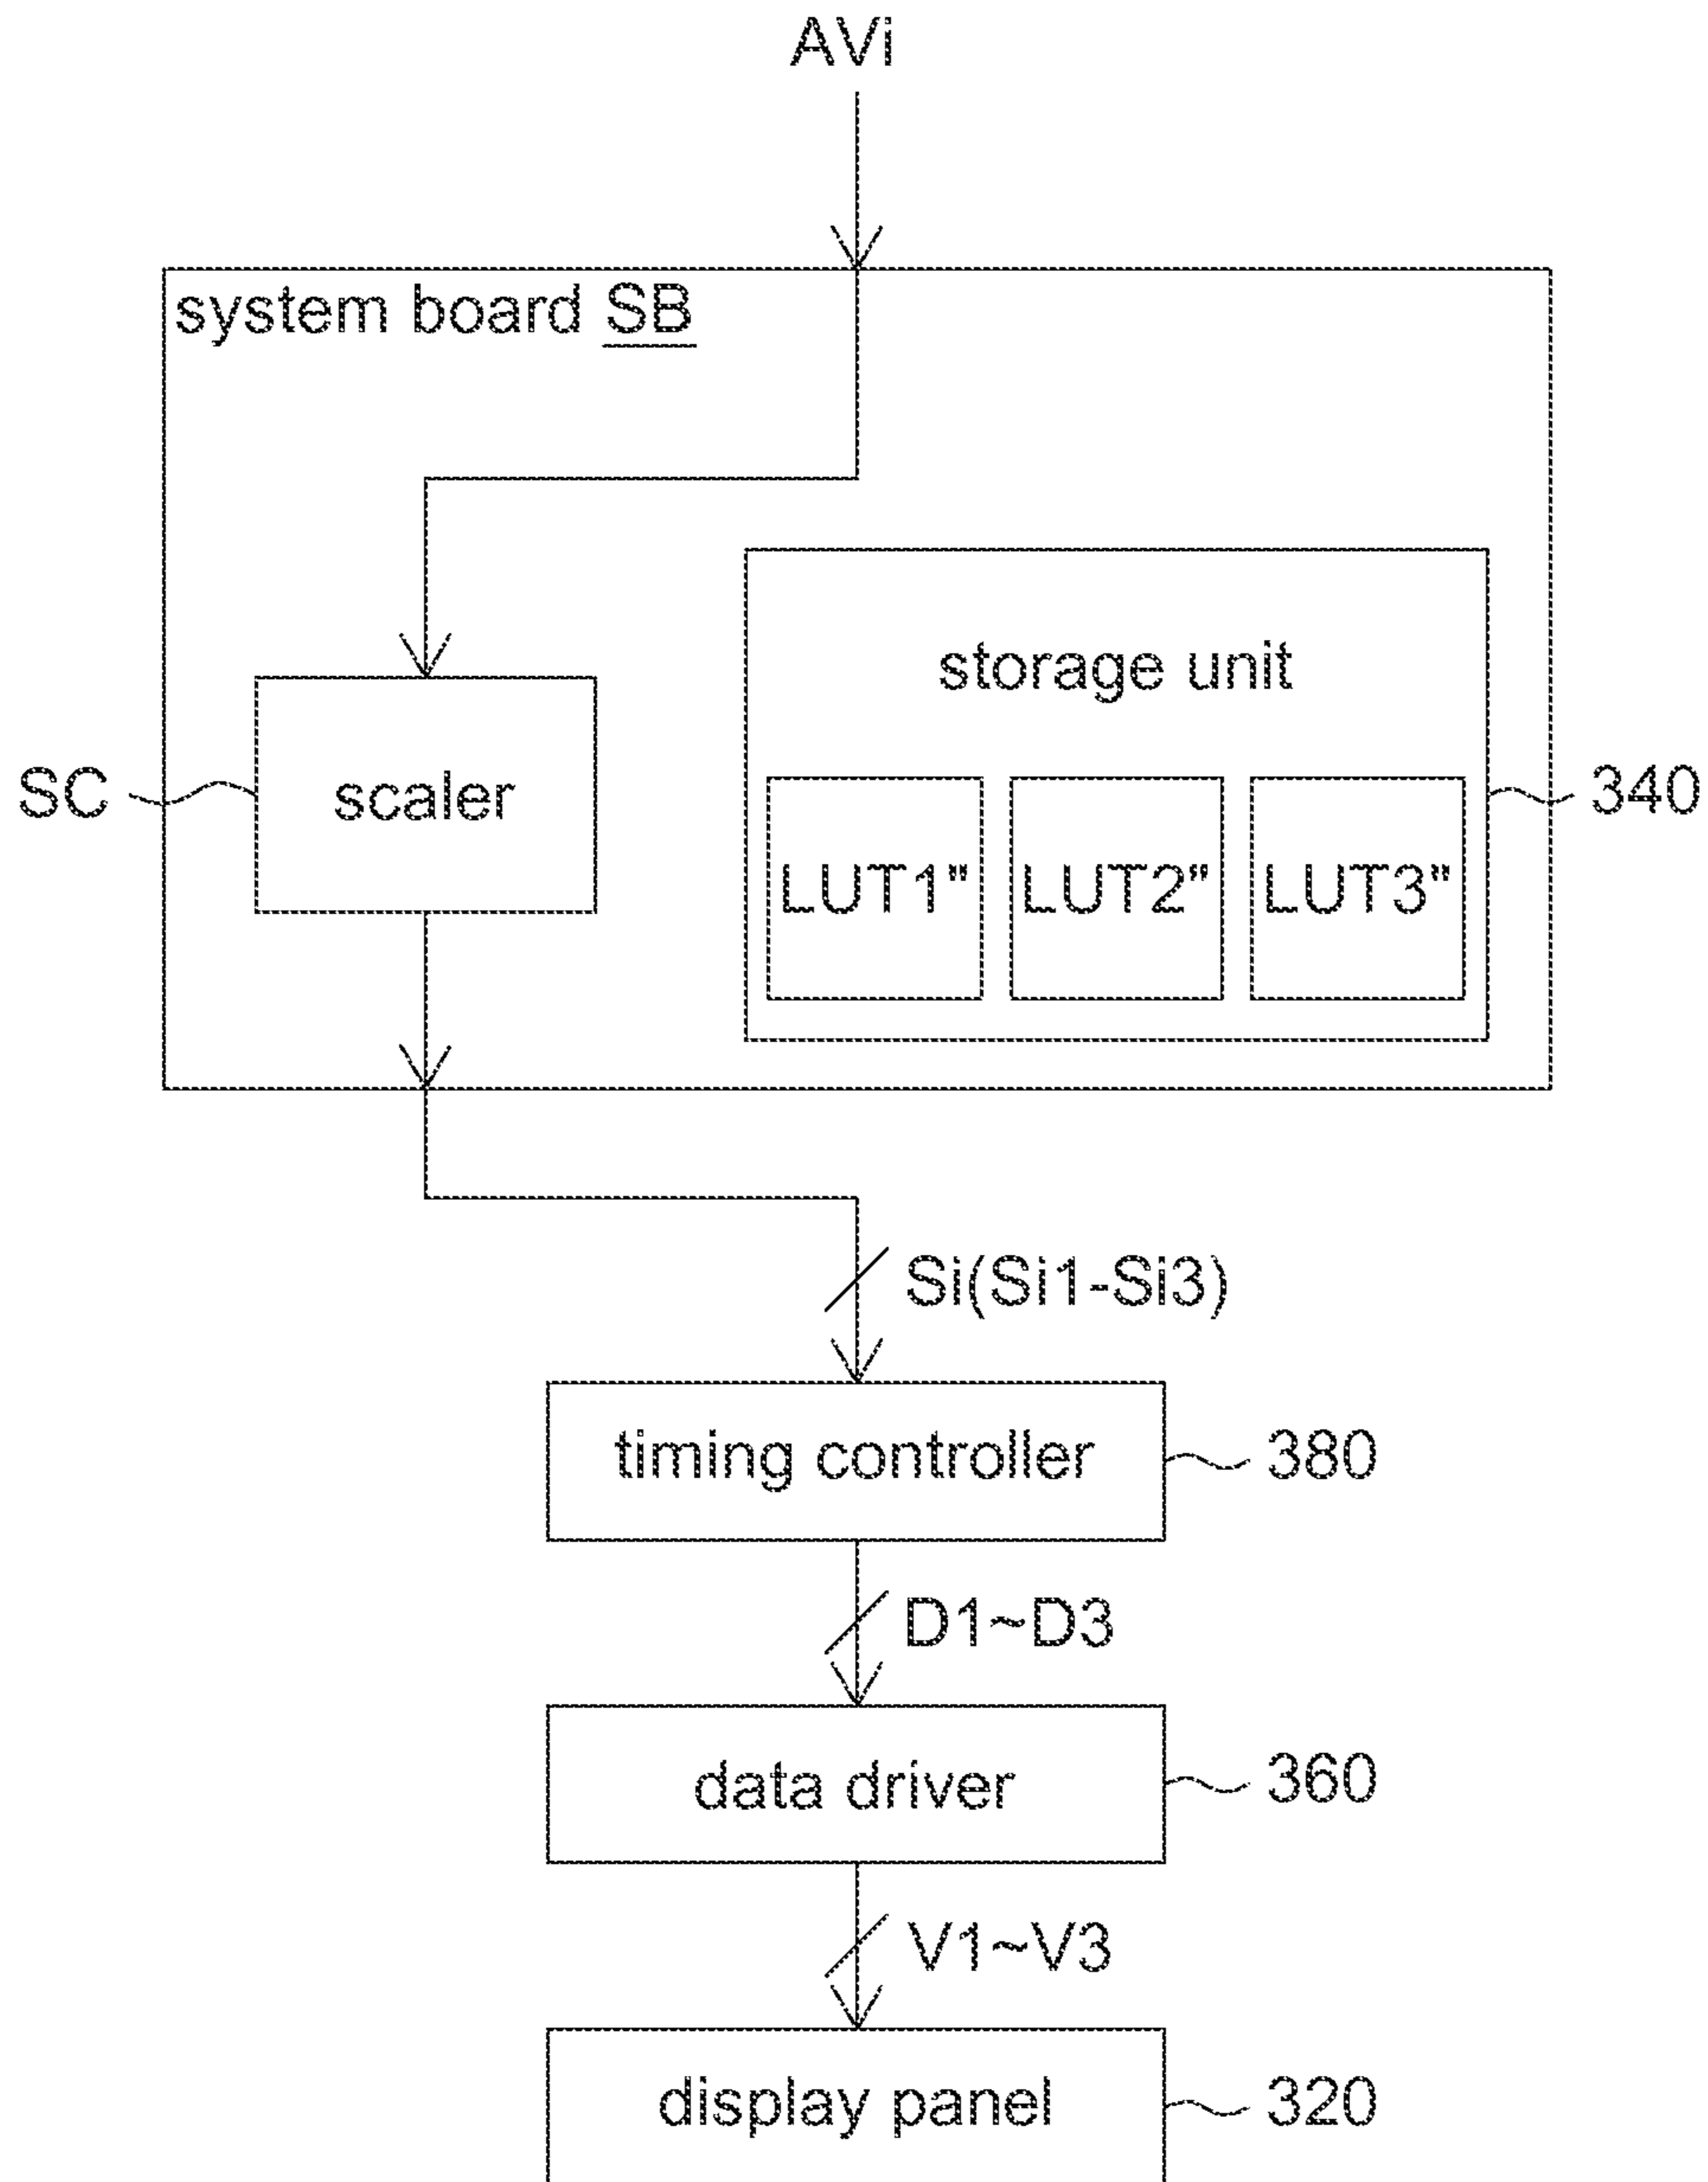 AVi
system board SB
storage unit
SC
scaler
340
LUT1"
LUT2"
LUT3"
Si(Si1-Si3)
timing controller
380
D1~D3
data driver
360
V1~V3
display panel
320